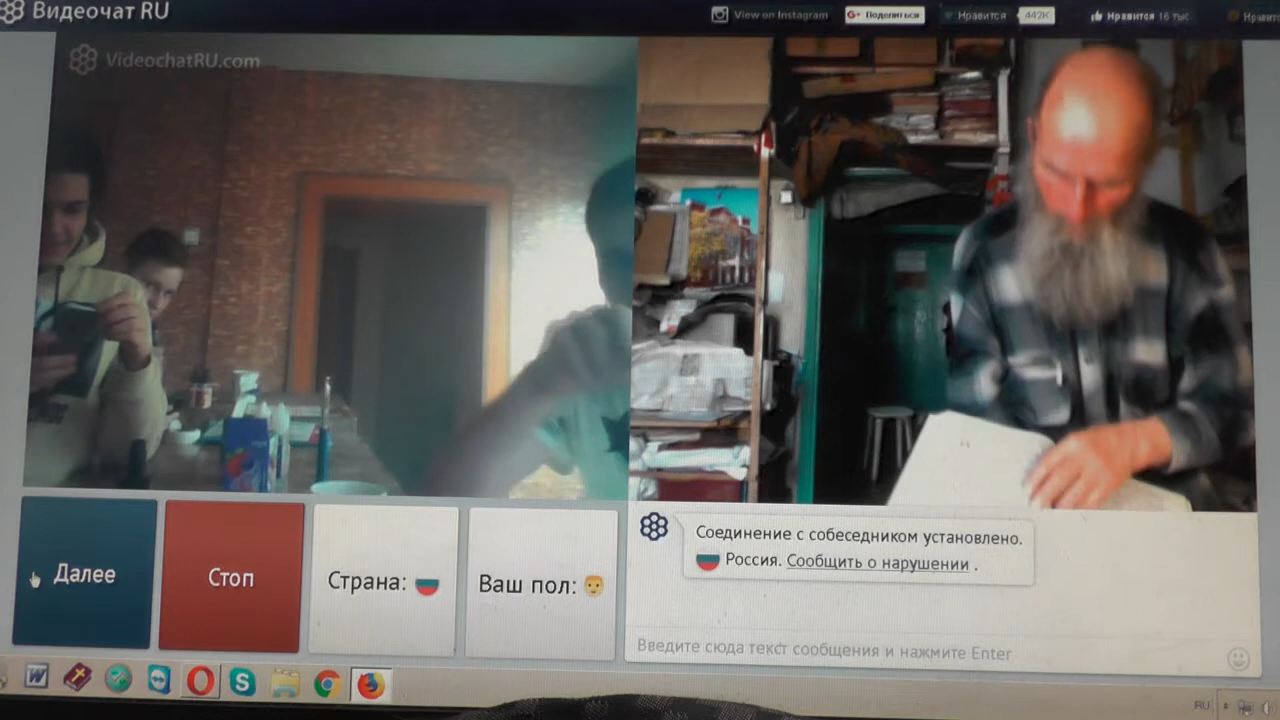 Видеочат RU
View on Instagram
G+ Поделиться
Нравится
442K
Нравится 16 тыс.
VideochatRU.com
Далее
Стоп
Страна:
Ваш пол:
Соединение с собеседником установлено.
Россия. Сообщить о нарушении .
Введите сюда текст сообщения и нажмите Enter
RU